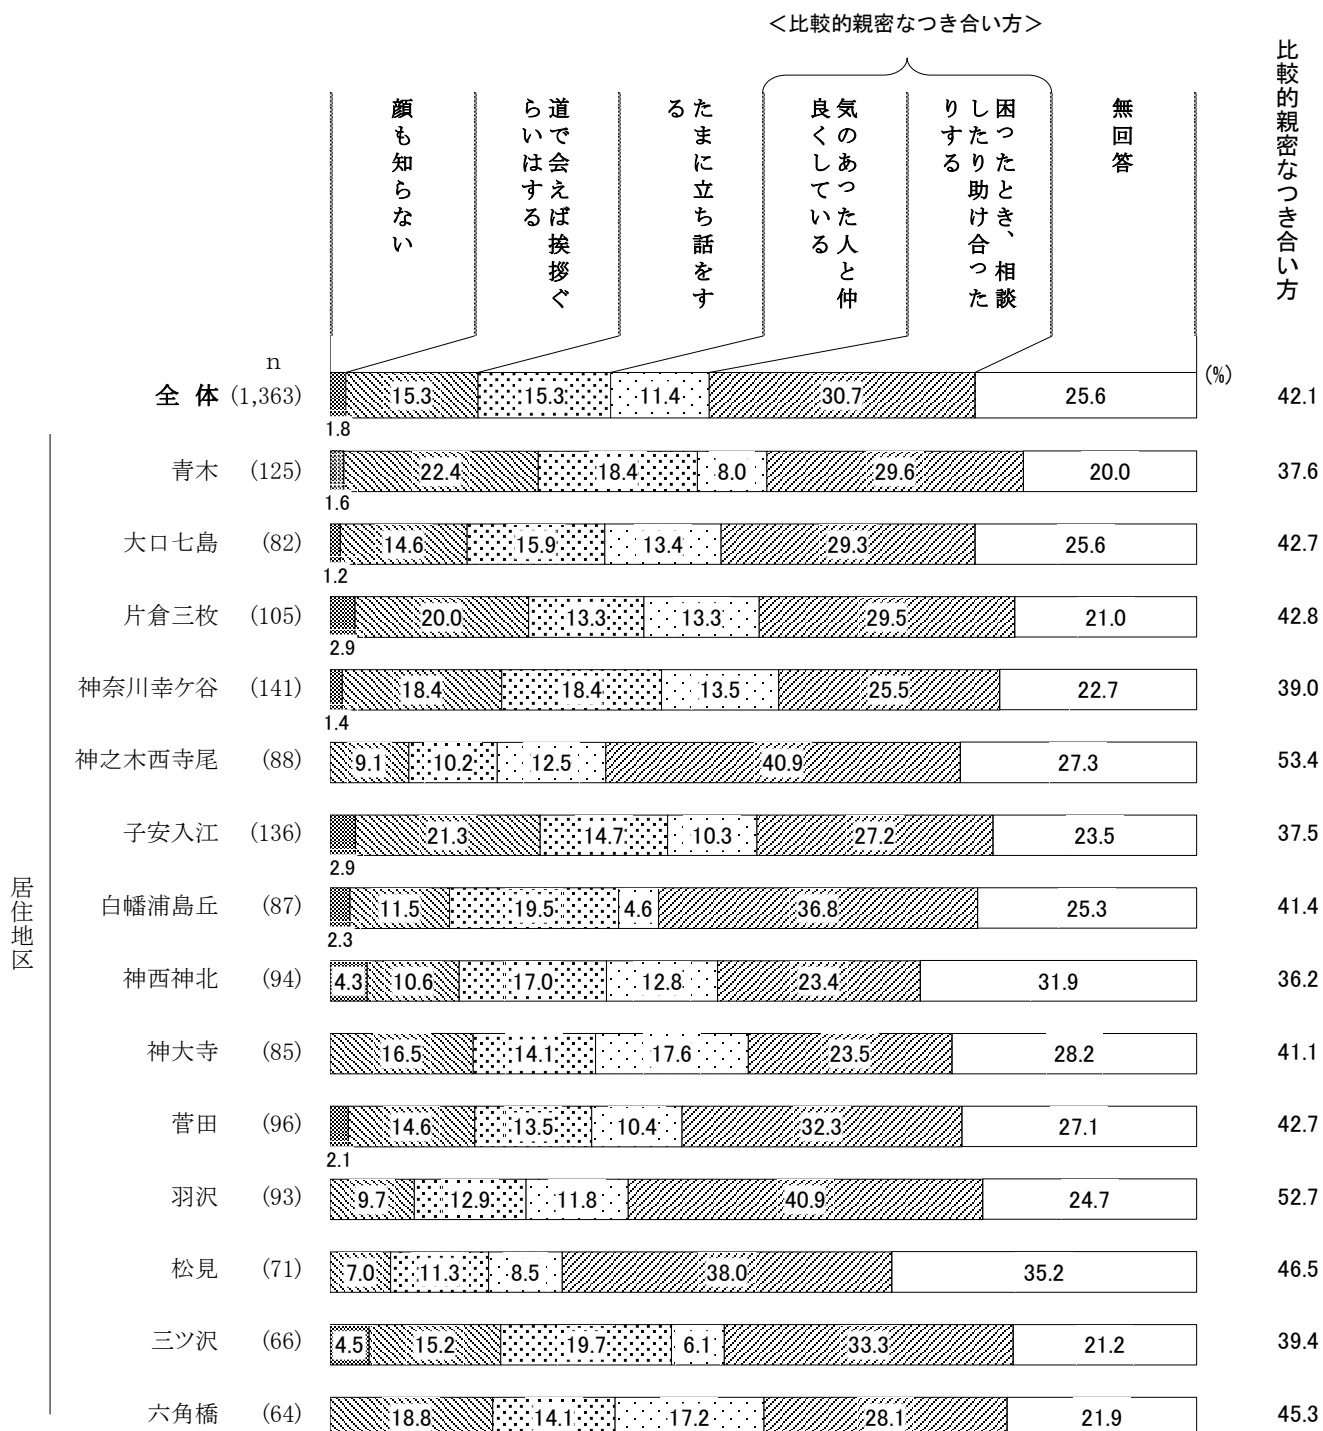 ＜比較的親密なつき合い方＞
顔も知らない
道で会えば挨拶ぐ
らいはする
たまに立ち話をす
る
気のあった人と仲
良くしている
困ったとき、相談
したり助け合った
りする
無回答
比較的親密なつき合い方
n
(%)
全 体 (1,363) 15.3 15.3 11.4 30.7 25.6 42.1
1.8
居住地区
青木 (125) 22.4 18.4 8.0 29.6 20.0 37.6
1.6
大口七島 (82) 14.6 15.9 13.4 29.3 25.6 42.7
1.2
片倉三枚 (105) 20.0 13.3 13.3 29.5 21.0 42.8
2.9
神奈川幸ケ谷 (141) 18.4 18.4 13.5 25.5 22.7 39.0
1.4
神之木西寺尾 (88) 9.1 10.2 12.5 40.9 27.3 53.4
子安入江 (136) 21.3 14.7 10.3 27.2 23.5 37.5
2.9
白幡浦島丘 (87) 11.5 19.5 4.6 36.8 25.3 41.4
2.3
神西神北 (94) 4.3 10.6 17.0 12.8 23.4 31.9 36.2
神大寺 (85) 16.5 14.1 17.6 23.5 28.2 41.1
菅田 (96) 14.6 13.5 10.4 32.3 27.1 42.7
2.1
羽沢 (93) 9.7 12.9 11.8 40.9 24.7 52.7
松見 (71) 7.0 11.3 8.5 38.0 35.2 46.5
三ツ沢 (66) 4.5 15.2 19.7 6.1 33.3 21.2 39.4
六角橋 (64) 18.8 14.1 17.2 28.1 21.9 45.3